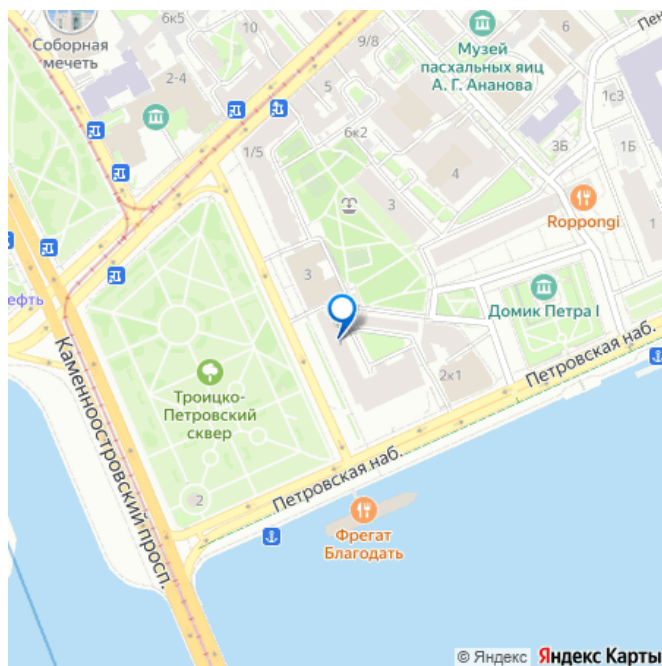 6к5
10
9/8
6
Соборная
мечеть
2-4
Музей
пасхальных яиц
А. Г. Ананова
Пен
5
1с3
6к2
1/5
3Б
1Б
4
3
Roppongi
1
3
Домик Петра I
ефть
Каменноостровский просп.
Троицко-
Петровский
сквер
2к1
Петровская наб.
Петровская наб.
2
Фрегат
Благодать
© Яндекс Яндекс Карты